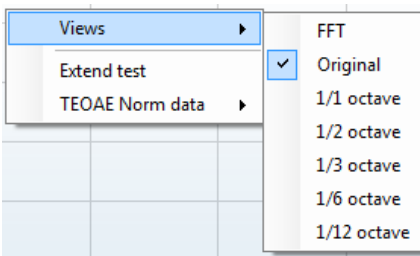 Views
Extend test
TEOAE Norm data
FFT
Original
1/1 octave
1/2 octave
1/3 octave
1/6 octave
1/12 octave